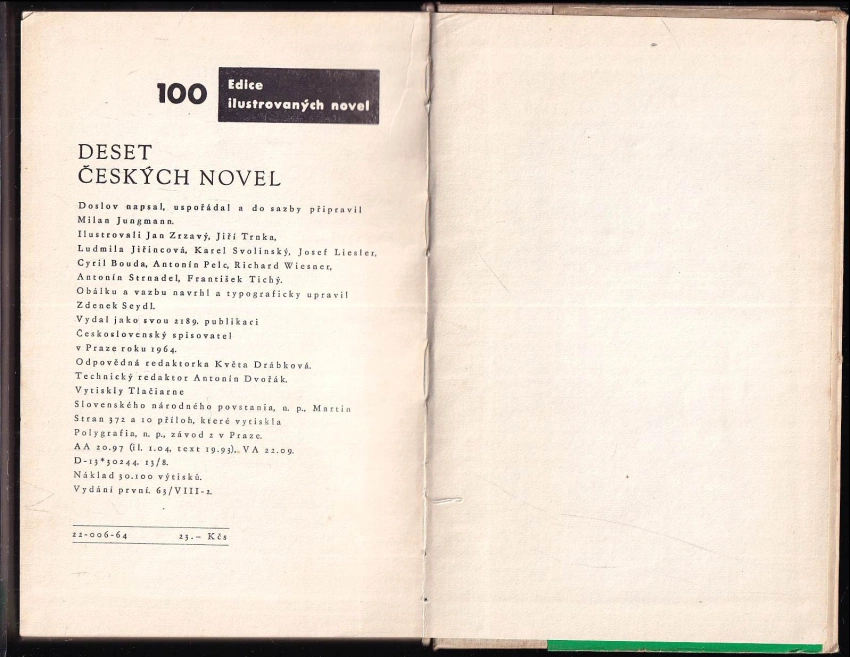 100
Edice
ilustrovaných novel
DESET
ČESKÝCH NOVEL
Doslov napsal, uspořádal a do sazby připravil
Milan Jungmann.
Ilustrovali Jan Zrzavý, Jiří Trnka,
Ludmila Jiřincová, Karel Svolinský, Josef Liesler,
Cyril Bouda, Antonín Pelc, Richard Wiesner,
Antonín Strnadel, František Tichý.
Obálku a vazbu navrhl a typograficky upravil
Zdenek Seydl.
Vydal jako svou 2189. publikaci
Československý spisovatel
v Praze roku 1964.
Odpovědná redaktorka Květa Drábková.
Technický redaktor Antonín Dvořák.
Vytiskly Tlačiarne
Slovenského národného povstania, n. p., Martin
Stran 372 a 10 příloh, které vytiskla
Polygrafia, n. p., závod 2 v Praze.
AA 20.97 (il. 1.04, text 19.93), VA 22.09.
D-13*30244. 13/8.
Náklad 30.100 výtisků.
Vydání první. 63/VIII-2.
22-006-64 23.– Kčs